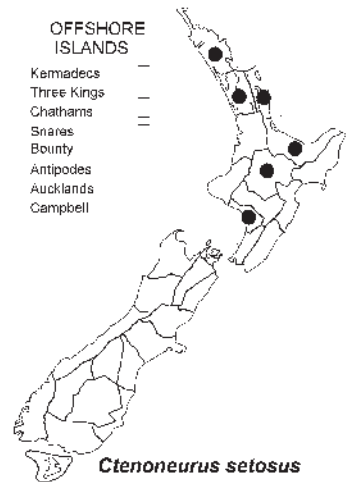 OFFSHORE
ISLANDS
Kermadecs
Three Kings
Chathams
Snares
Bounty
Antipodes
Aucklands
Campbell
Ctenoneurus setosus